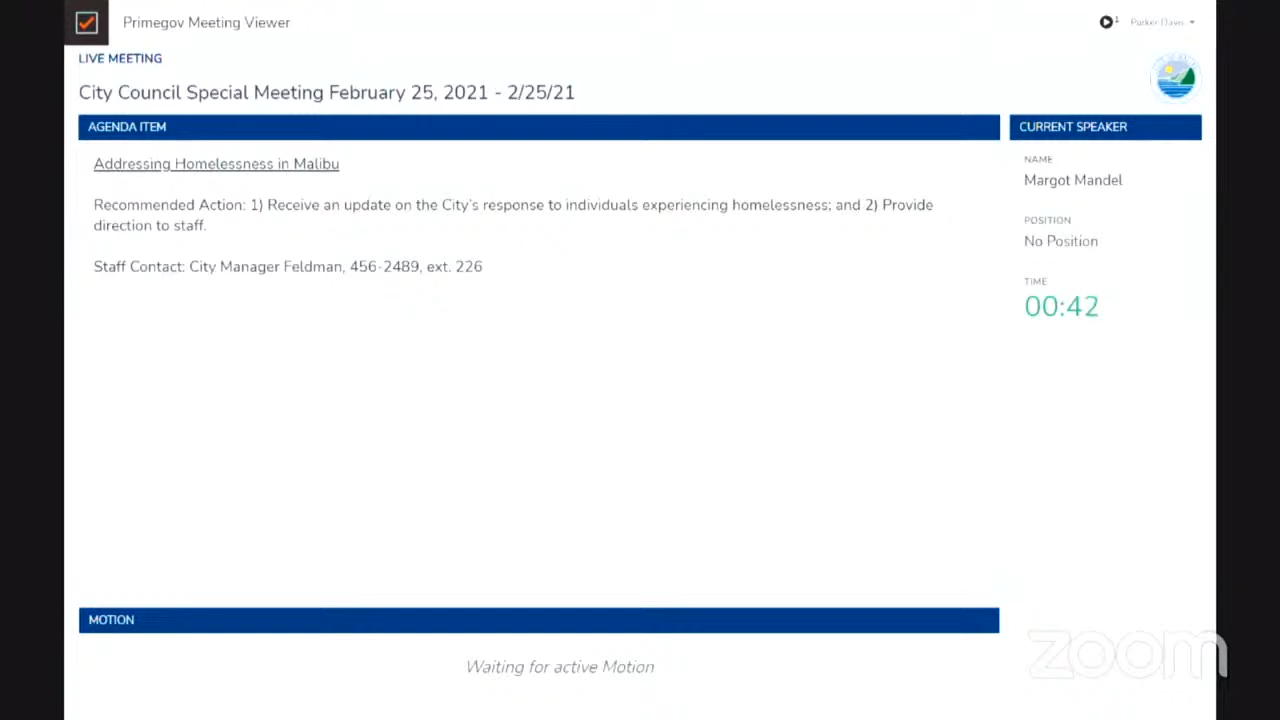 Primegov Meeting Viewer
1
Parker Davis
LIVE MEETING
City Council Special Meeting February 25, 2021 - 2/25/21
AGENDA ITEM
Addressing Homelessness in Malibu
Recommended Action: 1) Receive an update on the City's response to individuals experiencing homelessness; and 2) Provide
direction to staff.
Staff Contact: City Manager Feldman, 456-2489, ext. 226
CURRENT SPEAKER
NAME
Margot Mandel
POSITION
No Position
TIME
00:42
MOTION
Waiting for active Motion
zoom